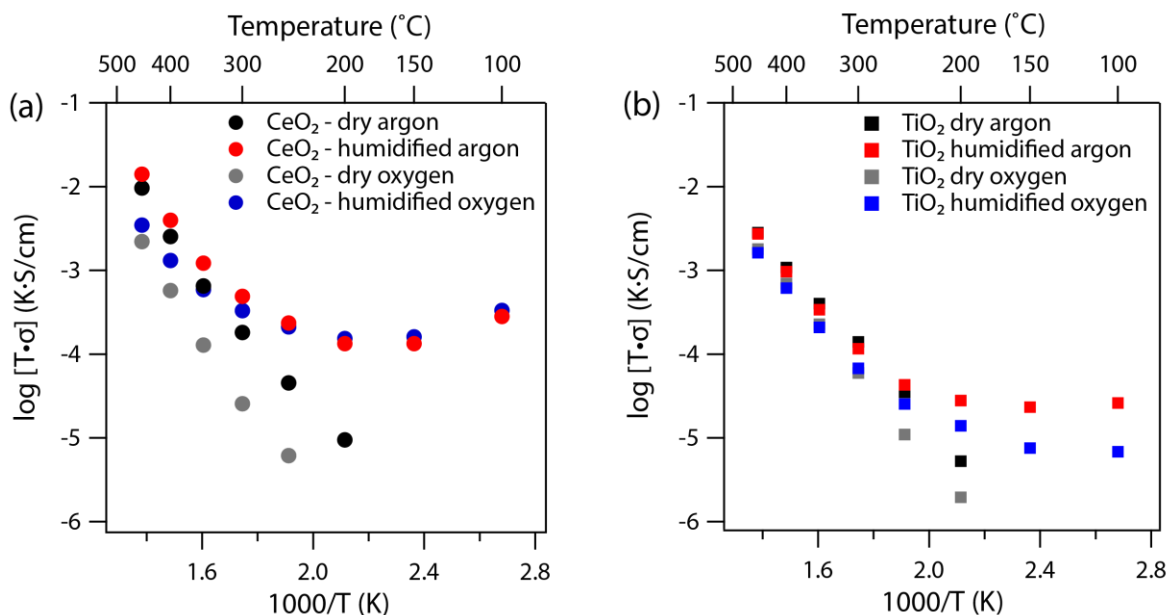 (a)
Temperature (˚C)
500 400 300 200 150 100
-1
-2
-3
-4
-5
-6
log [T•σ] (K·S/cm)
CeO₂ - dry argon
CeO₂ - humidified argon
CeO₂ - dry oxygen
CeO₂ - humidified oxygen
1.6 2.0 2.4 2.8
1000/T (K)
(b)
Temperature (˚C)
500 400 300 200 150 100
-1
-2
-3
-4
-5
-6
log [T•σ] (K·S/cm)
TiO₂ dry argon
TiO₂ humidified argon
TiO₂ dry oxygen
TiO₂ humidified oxygen
1.6 2.0 2.4 2.8
1000/T (K)